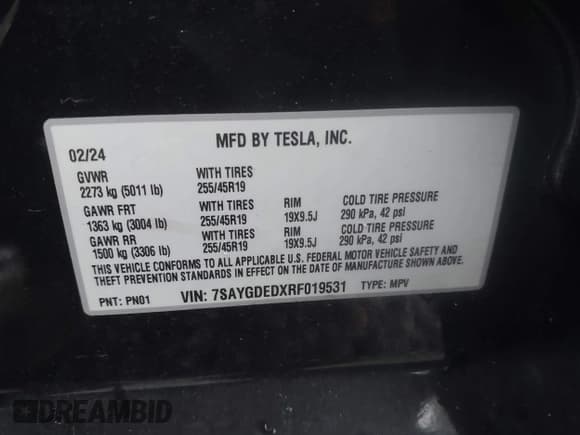 MFD BY TESLA, INC.
02/24
GVWR WITH TIRES
2273 kg (5011 lb) 255/45R19
GAWR FRT WITH TIRES RIM COLD TIRE PRESSURE
1363 kg (3004 lb) 255/45R19 19X9.5J 290 kPa, 42 psi
GAWR RR WITH TIRES RIM COLD TIRE PRESSURE
1500 kg (3306 lb) 255/45R19 19X9.5J 290 kPa, 42 psi
THIS VEHICLE CONFORMS TO ALL APPLICABLE U.S. FEDERAL MOTOR VEHICLE SAFETY AND
THEFT PREVENTION STANDARDS IN EFFECT ON THE DATE OF MANUFACTURE SHOWN ABOVE.
PNT: PN01 VIN: 7SAYGDEDXRF019531 TYPE: MPV
DREAMBID